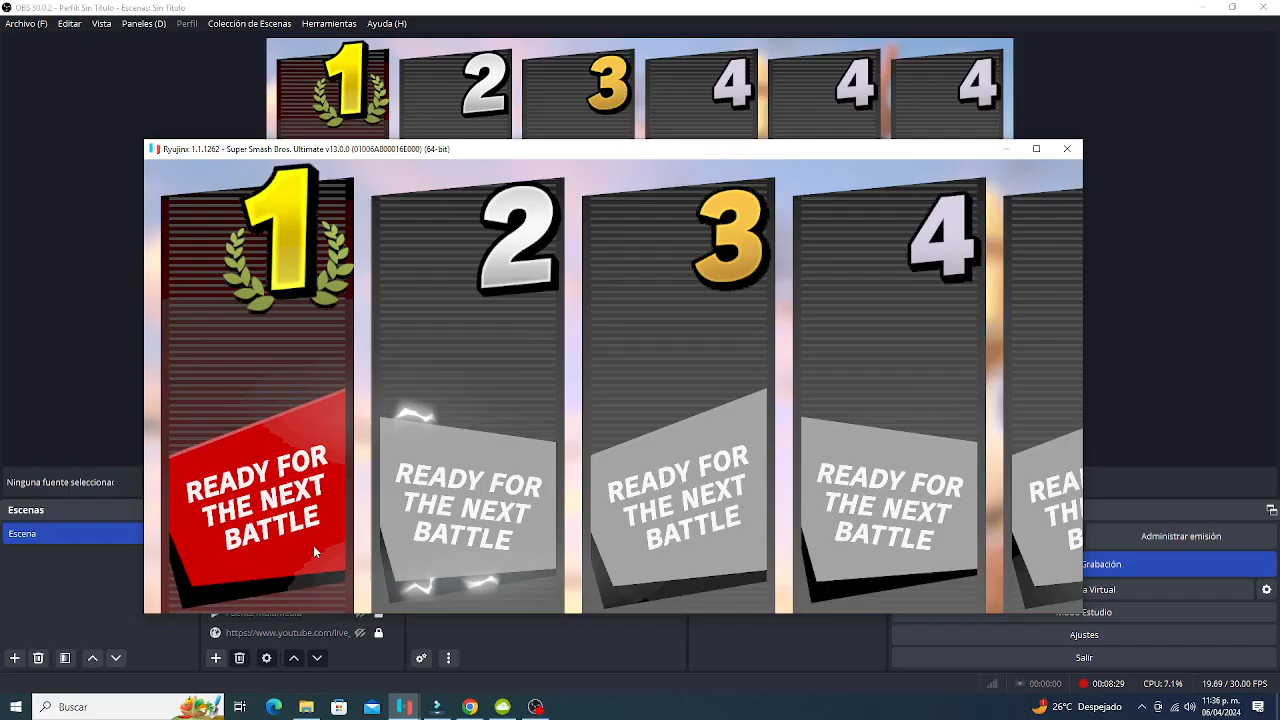 OBS 30.0.2 - Perfil: Sin Título - Escenas: Sin Título
Archivo (F) Editar Vista Paneles (D) Perfil Colección de Escenas Herramientas Ayuda (H)
1 2 3 4 4 4
Ryujinx 1.1.1262 - Super Smash Bros. Ultimate v13.0.0 (01006A800016E000) (64-bit)
1 2 3 4
READY FOR
THE NEXT
BATTLE
READY FOR
THE NEXT
BATTLE
READY FOR
THE NEXT
BATTLE
READY FOR
THE NEXT
BATTLE
REA
TH
B
Ninguna fuente seleccionar
Escenas
Escena
Administrar emisión
Grabación
a Virtual
Modo Estudio
https://www.youtube.com/live_
Ajustes
Salir
00:00:00 00:08:29 CPU: 7.1% 19.69 / 30.00 FPS
Buscar
26°C Despejado
11:36 p. m.
06/04/2024